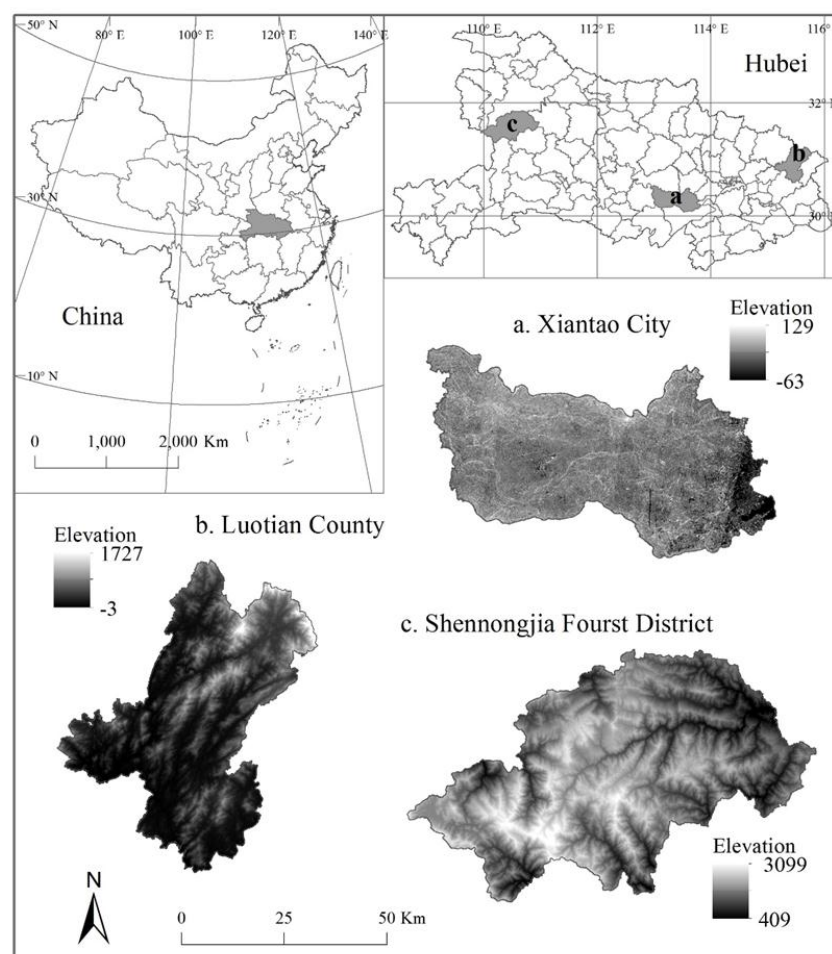 50° N
80° E
100° E
120° E
140° E
30° N
10° N
China
0 1,000 2,000 Km
110° E
112° E
114° E
116° E
Hubei
32° N
30° N
c
b
a
a. Xiantao City
Elevation
129
-63
b. Luotian County
Elevation
1727
-3
c. Shennongjia Fourst District
Elevation
3099
409
N
0 25 50 Km